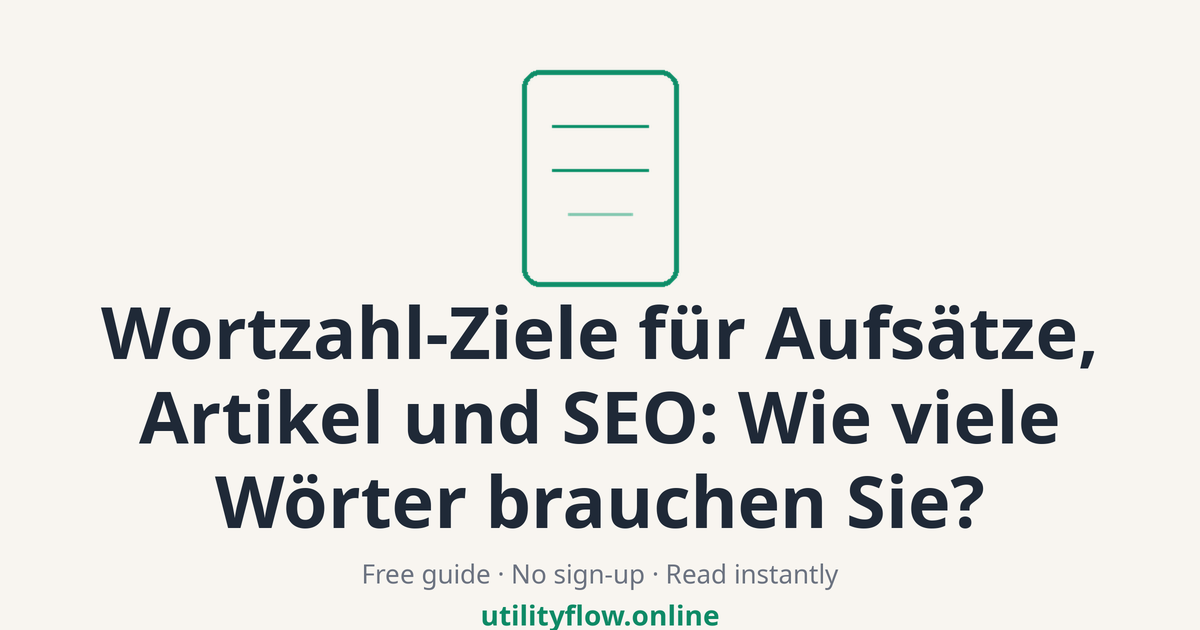 Wortzahl-Ziele für Aufsätze,
Artikel und SEO: Wie viele
Wörter brauchen Sie?
Free guide · No sign-up · Read instantly
utilityflow.online